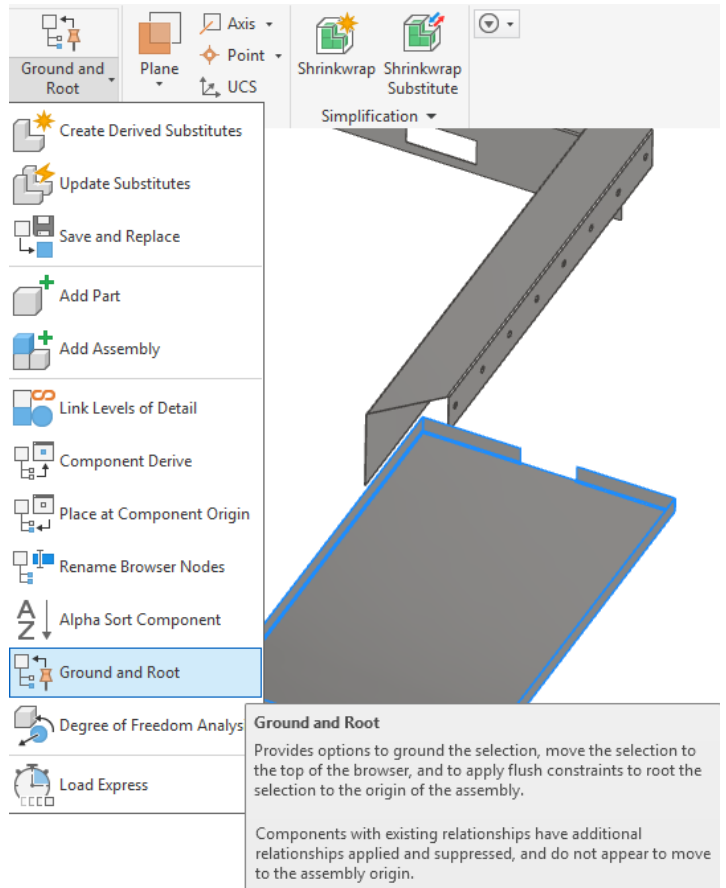 Ground and
Root
Plane
Axis
Point
UCS
Shrinkwrap
Shrinkwrap
Substitute
Simplification
Create Derived Substitutes
Update Substitutes
Save and Replace
Add Part
Add Assembly
Link Levels of Detail
Component Derive
Place at Component Origin
Rename Browser Nodes
A
Z
Alpha Sort Component
Ground and Root
Degree of Freedom Analys
Load Express
Ground and Root
Provides options to ground the selection, move the selection to
the top of the browser, and to apply flush constraints to root the
selection to the origin of the assembly.
Components with existing relationships have additional
relationships applied and suppressed, and do not appear to move
to the assembly origin.